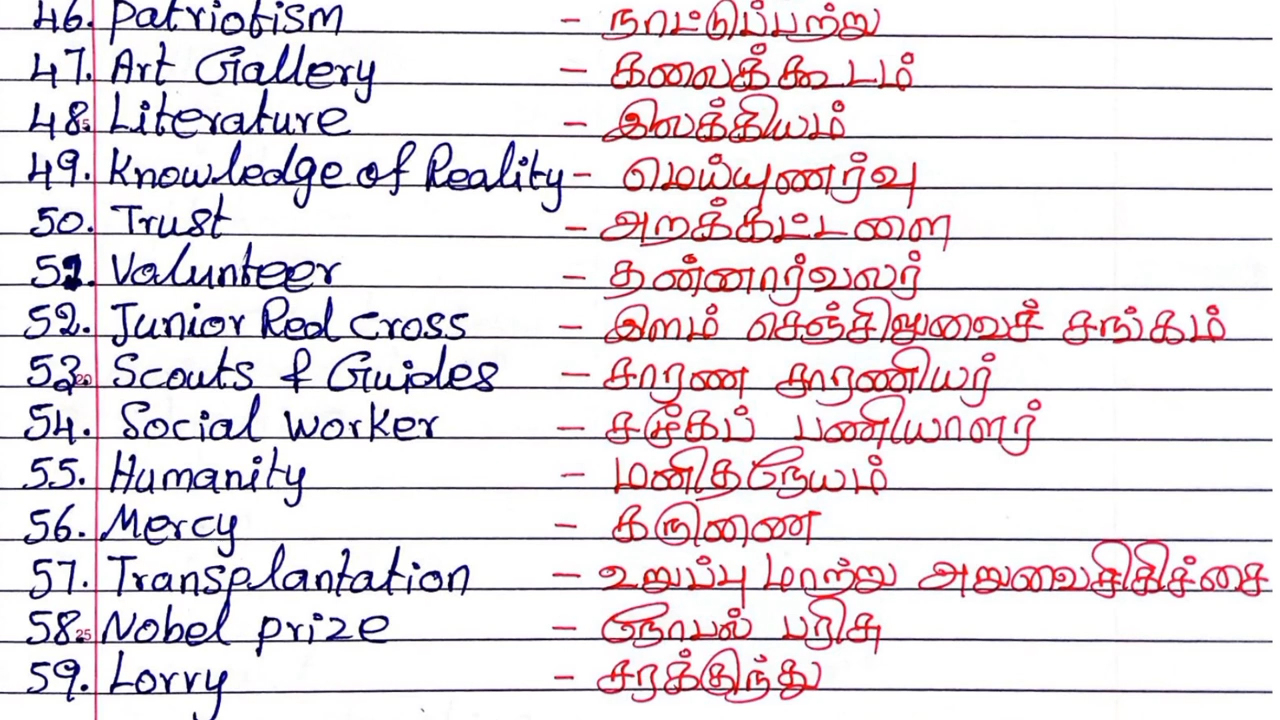 46. Patriotism - நாட்டுப்பற்று
47. Art Gallery - கலைக்கூடம்
48. Literature - இலக்கியம்
49. Knowledge of Reality - மெய்யுணர்வு
50. Trust - அறக்கட்டளை
51. Volunteer - தன்னார்வலர்
52. Junior Red Cross - இளம் செஞ்சிலுவைச் சங்கம்
53. Scouts & Guides - சாரண சாரணியர்
54. Social Worker - சமூகப் பணியாளர்
55. Humanity - மனிதநேயம்
56. Mercy - கருணை
57. Transplantation - உறுப்பு மாற்று அறுவைசிகிச்சை
58. Nobel prize - நோபல் பரிசு
59. Lorry - சரக்குந்து